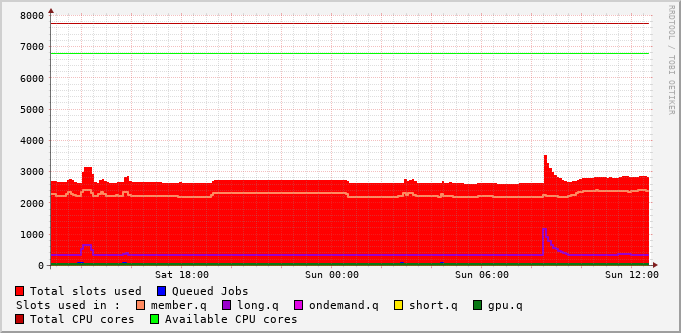 8000
7000
6000
5000
4000
3000
2000
1000
0
Sat 18:00 Sun 00:00 Sun 06:00 Sun 12:00
Total slots used Queued Jobs
Slots used in : member.q long.q ondemand.q short.q gpu.q
Total CPU cores Available CPU cores
RRDTOOL / TOBI OETIKER